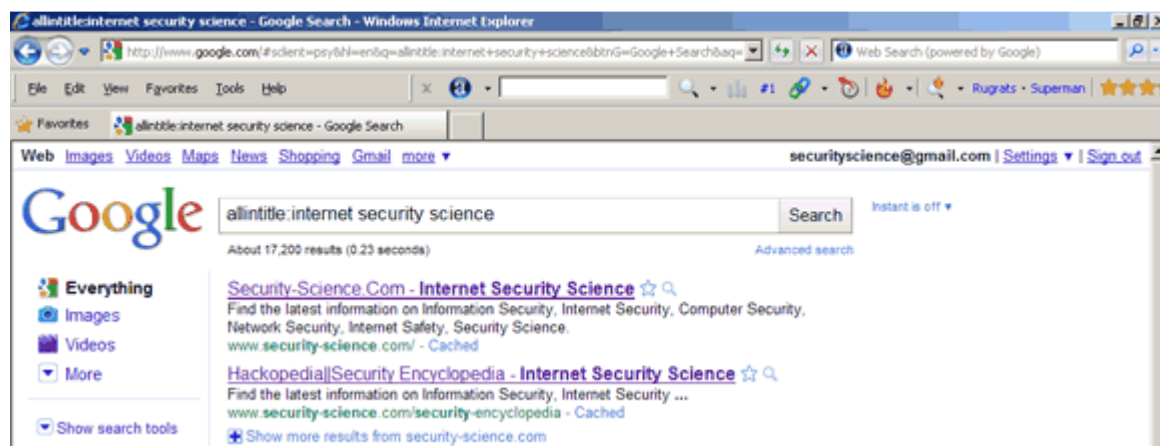 allintitle:internet security science - Google Search - Windows Internet Explorer
http://www.google.com/#sclient=psy&hl=en&q=allintitle:internet+security+science&btnG=Google+Search&aq= Web Search (powered by Google)
File Edit View Favorites Tools Help #1 Rugrats • Superman
Favorites allintitle:internet security science - Google Search
Web Images Videos Maps News Shopping Gmail more securityscience@gmail.com | Settings | Sign out
Google allintitle:internet security science Search Instant is off
About 17,200 results (0.23 seconds) Advanced search
Everything
Images
Videos
More
Show search tools
Security-Science.Com - Internet Security Science
Find the latest information on Information Security, Internet Security, Computer Security,
Network Security, Internet Safety, Security Science.
www.security-science.com/ - Cached
Hackopedia||Security Encyclopedia - Internet Security Science
Find the latest information on Information Security, Internet Security ...
www.security-science.com/security-encyclopedia - Cached
Show more results from security-science.com